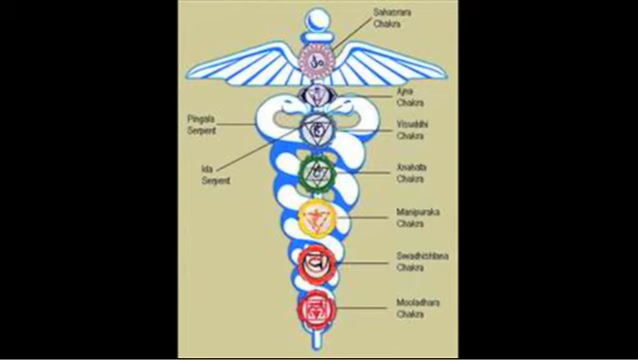 Sahasrara
Chakra
Ajna
Chakra
Pingala
Serpent
Visuddhi
Chakra
Ida
Serpent
Anahata
Chakra
Manipuraka
Chakra
Swadhisthana
Chakra
Mooladhara
Chakra